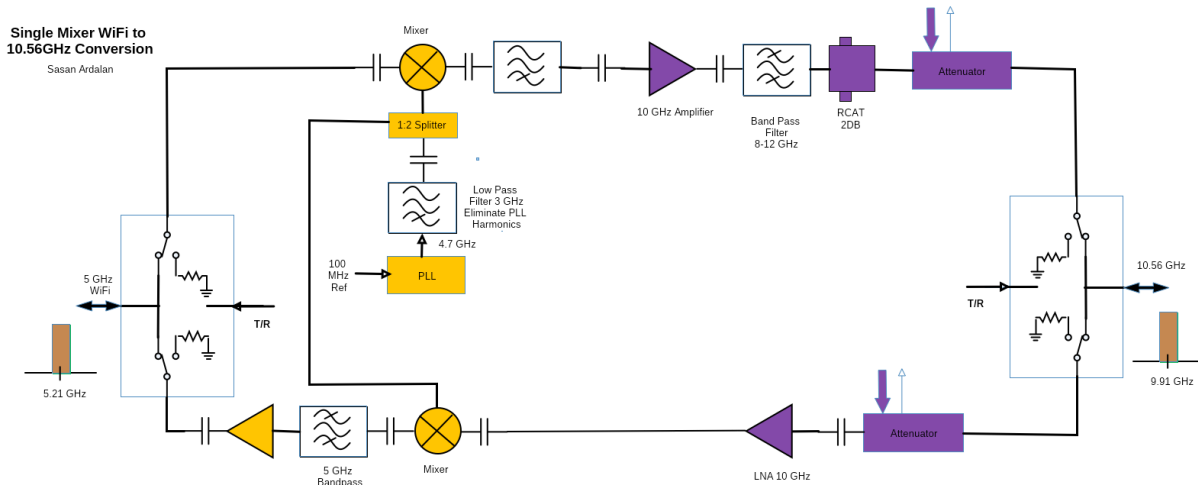 Single Mixer WiFi to
10.56GHz Conversion
Sasan Ardalan
Mixer
1:2 Splitter
Low Pass
Filter 3 GHz
Eliminate PLL
Harmonics
4.7 GHz
100
MHz
Ref
PLL
10 GHz Amplifier
Band Pass
Filter
8-12 GHz
RCAT
2DB
Attenuator
5 GHz
WiFi
T/R
5.21 GHz
T/R
10.56 GHz
9.91 GHz
5 GHz
Bandpass
Mixer
LNA 10 GHz
Attenuator